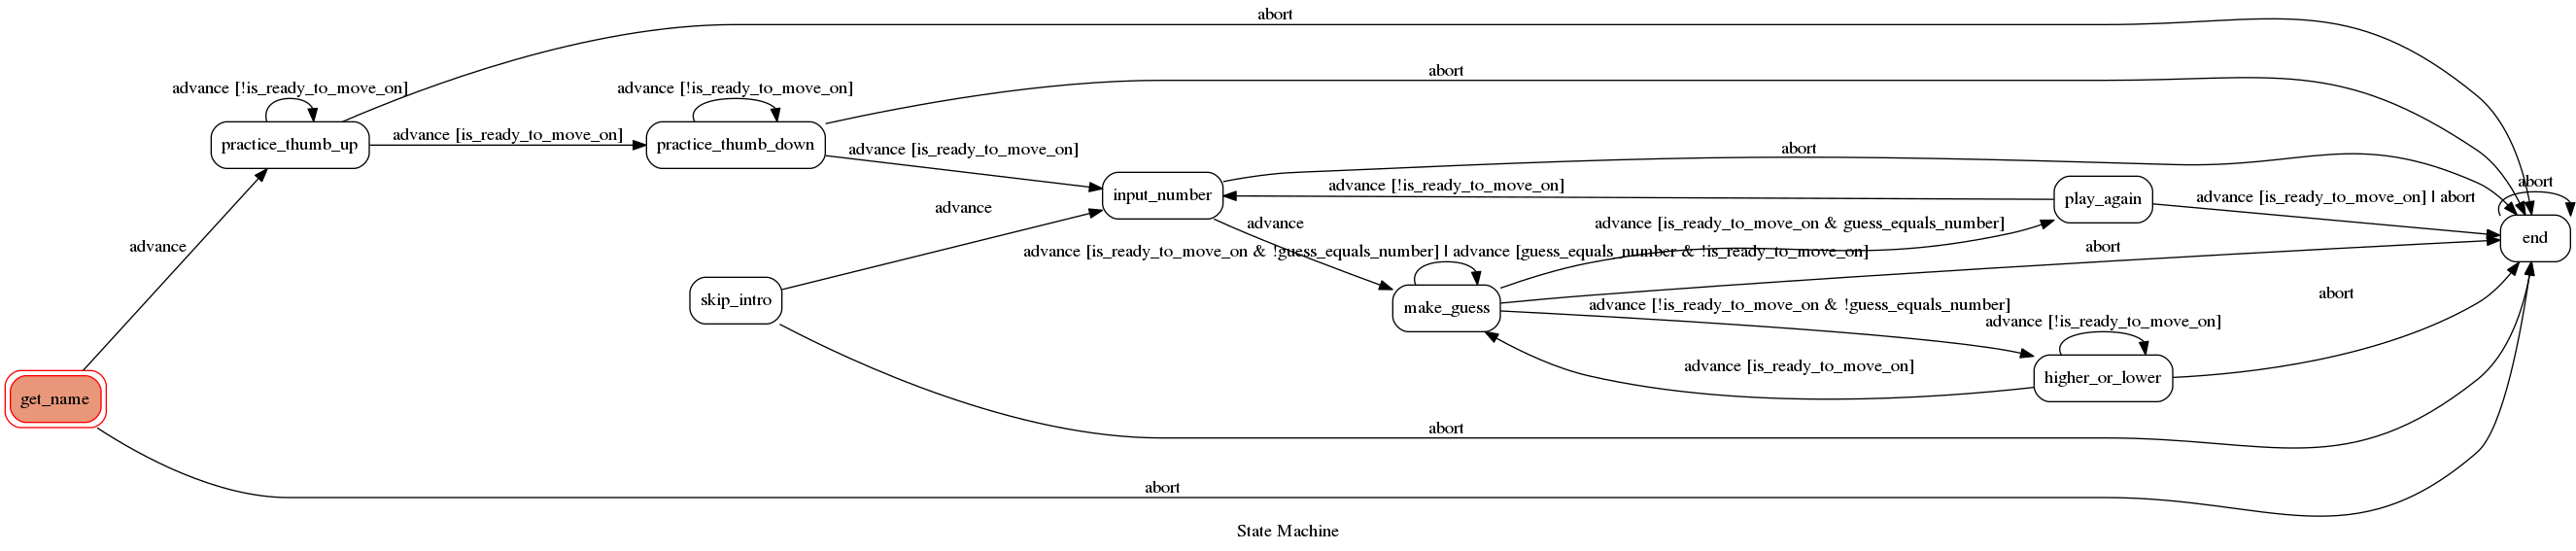 abort
abort
advance [!is_ready_to_move_on]
advance [!is_ready_to_move_on]
practice_thumb_up
advance [is_ready_to_move_on]
practice_thumb_down
advance [is_ready_to_move_on]
abort
abort
input_number
advance [!is_ready_to_move_on]
play_again
advance [is_ready_to_move_on] | abort
advance
advance
advance [is_ready_to_move_on & guess_equals_number]
end
advance
advance [is_ready_to_move_on & !guess_equals_number] | advance [guess_equals_number & !is_ready_to_move_on]
abort
skip_intro
make_guess
advance [!is_ready_to_move_on & !guess_equals_number]
abort
advance [!is_ready_to_move_on]
advance [is_ready_to_move_on]
higher_or_lower
get_name
abort
abort
State Machine